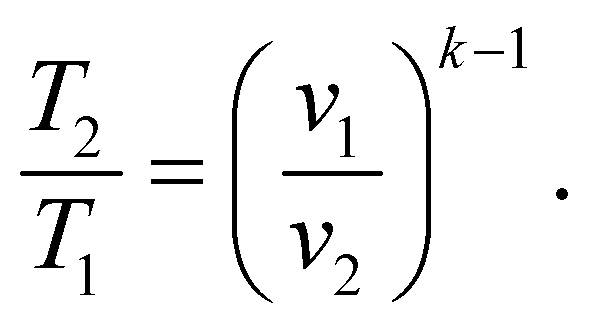 T₂/T₁ = (v₁/v₂)^(k−1) .